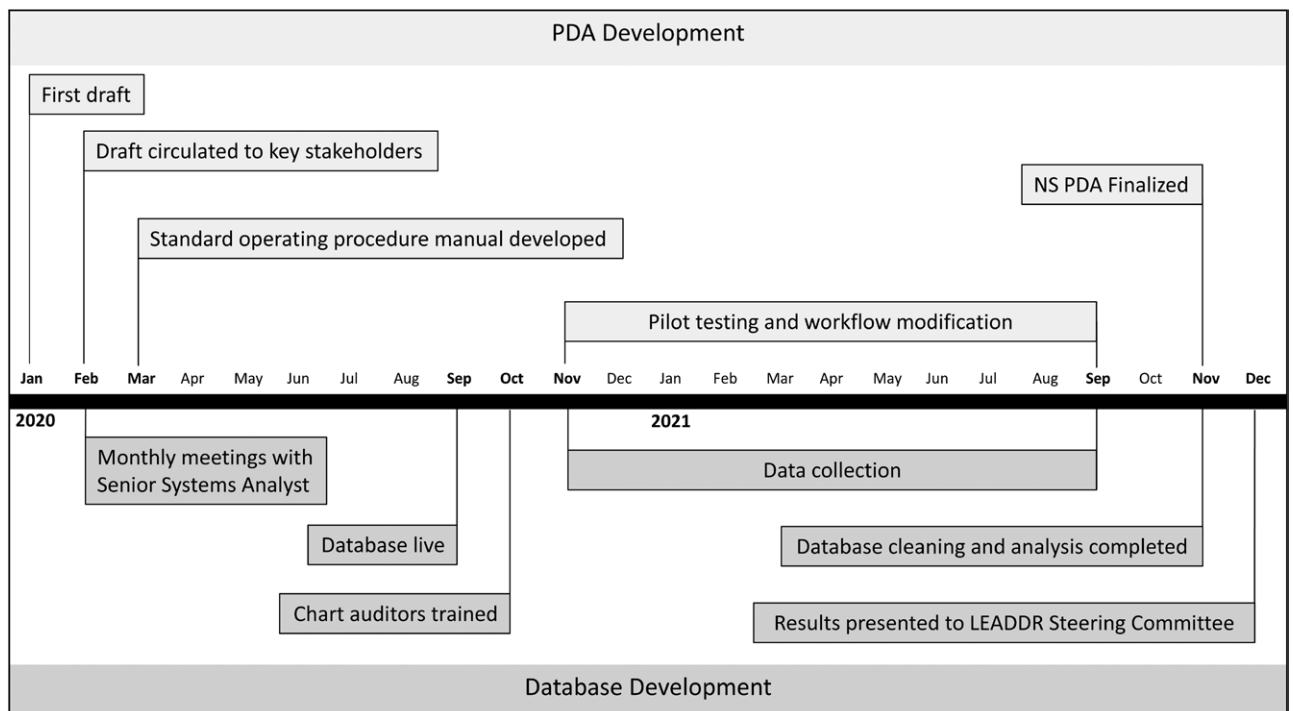 PDA Development
First draft
Draft circulated to key stakeholders
NS PDA Finalized
Standard operating procedure manual developed
Pilot testing and workflow modification
Jan Feb Mar Apr May Jun Jul Aug Sep Oct Nov Dec Jan Feb Mar Apr May Jun Jul Aug Sep Oct Nov Dec
2020 2021
Monthly meetings with
Senior Systems Analyst
Data collection
Database live
Database cleaning and analysis completed
Chart auditors trained
Results presented to LEADDR Steering Committee
Database Development